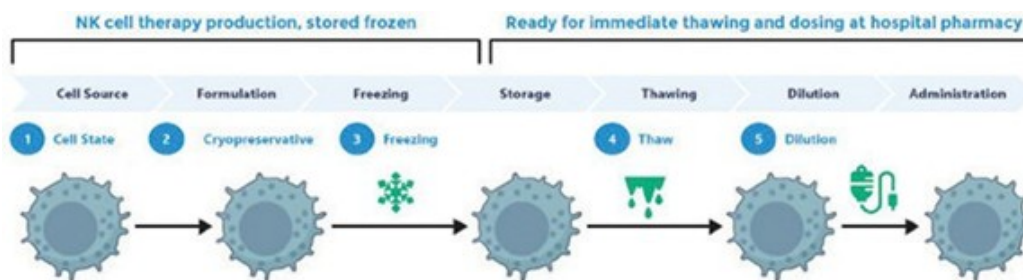 NK cell therapy production, stored frozen
Ready for immediate thawing and dosing at hospital pharmacy
Cell Source
Formulation
Freezing
Storage
Thawing
Dilution
Administration
1 Cell State
2 Cryopreservative
3 Freezing
4 Thaw
5 Dilution